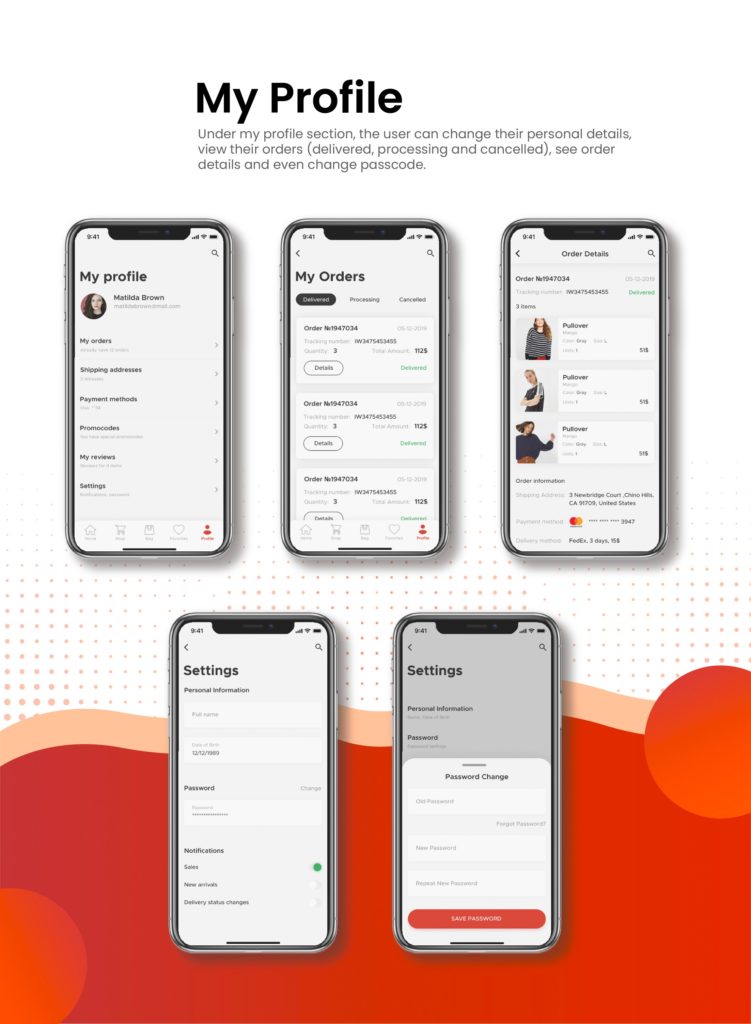 My Profile
Under my profile section, the user can change their personal details,
view their orders (delivered, processing and cancelled), see order
details and even change passcode.
9:41
My profile
Matilda Brown
matildabrown@mail.com
My orders
Already have 12 orders
Shipping addresses
3 addresses
Payment methods
Visa **34
Promocodes
You have special promocodes
My reviews
Reviews for 4 items
Settings
Notifications, password
Home Shop Bag Favorites Profile
9:41
My Orders
Delivered Processing Cancelled
Order №1947034 05-12-2019
Tracking number: IW3475453455
Quantity: 3 Total Amount: 112$
Details Delivered
Order №1947034 05-12-2019
Tracking number: IW3475453455
Quantity: 3 Total Amount: 112$
Details Delivered
Order №1947034 05-12-2019
Tracking number: IW3475453455
Quantity: 3 Total Amount: 112$
Details Delivered
Home Shop Bag Favorites Profile
9:41
Order Details
Order №1947034 05-12-2019
Tracking number: IW3475453455 Delivered
3 items
Pullover
Mango
Color: Gray Size: L
Units: 1 51$
Pullover
Mango
Color: Gray Size: L
Units: 1 51$
Pullover
Mango
Color: Gray Size: L
Units: 1 51$
Order information
Shipping Address: 3 Newbridge Court ,Chino Hills,
CA 91709, United States
Payment method: **** **** **** 3947
Delivery method: FedEx, 3 days, 15$
9:41
Settings
Personal Information
Full name
Date of Birth
12/12/1989
Password Change
Password
****************
Notifications
Sales
New arrivals
Delivery status changes
9:41
Settings
Personal Information
Name, Date of Birth
Password
Password settings
Password Change
Old Password
Forgot Password?
New Password
Repeat New Password
SAVE PASSWORD